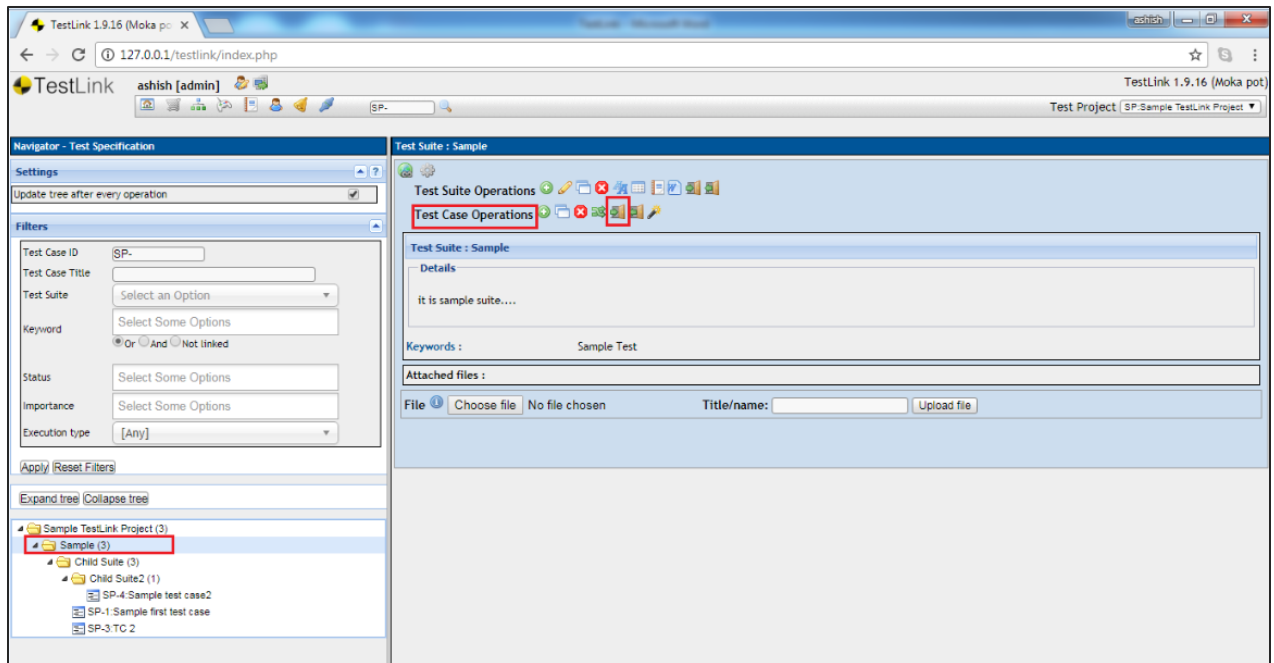 TestLink 1.9.16 (Moka po
TestLink - Microsoft Word
ashish
127.0.0.1/testlink/index.php
TestLink
ashish [admin]
TestLink 1.9.16 (Moka pot)
SP-
Test Project SP:Sample TestLink Project
Navigator - Test Specification
Test Suite : Sample
Settings
?
Update tree after every operation
Filters
Test Case ID SP-
Test Case Title
Test Suite Select an Option
Keyword Select Some Options
Or And Not linked
Status Select Some Options
Importance Select Some Options
Execution type [Any]
Apply Reset Filters
Expand tree Collapse tree
Sample TestLink Project (3)
Sample (3)
Child Suite (3)
Child Suite2 (1)
SP-4:Sample test case2
SP-1:Sample first test case
SP-3:TC 2
Test Suite Operations
Test Case Operations
Test Suite : Sample
Details
it is sample suite....
Keywords : Sample Test
Attached files :
File Choose file No file chosen Title/name: Upload file